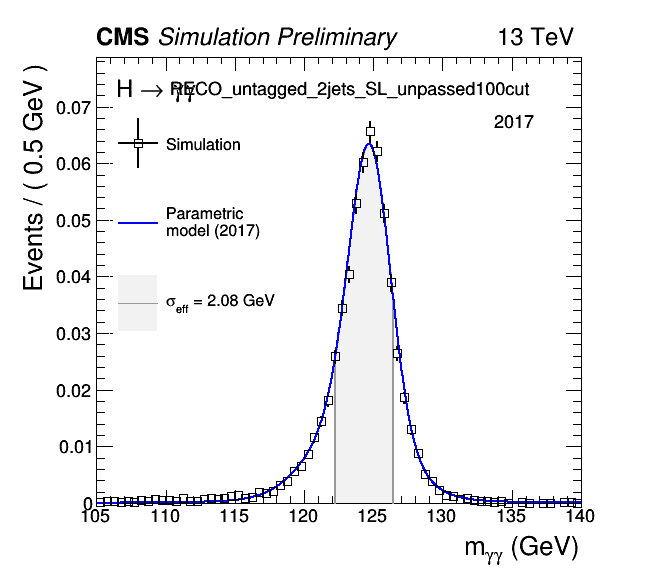 CMS Simulation Preliminary 13 TeV
H → γγ RECO_untagged_2jets_SL_unpassed100cut
2017
Simulation
Parametric
model (2017)
σeff = 2.08 GeV
Events / ( 0.5 GeV )
0.07
0.06
0.05
0.04
0.03
0.02
0.01
0
105 110 115 120 125 130 135 140
mγγ (GeV)